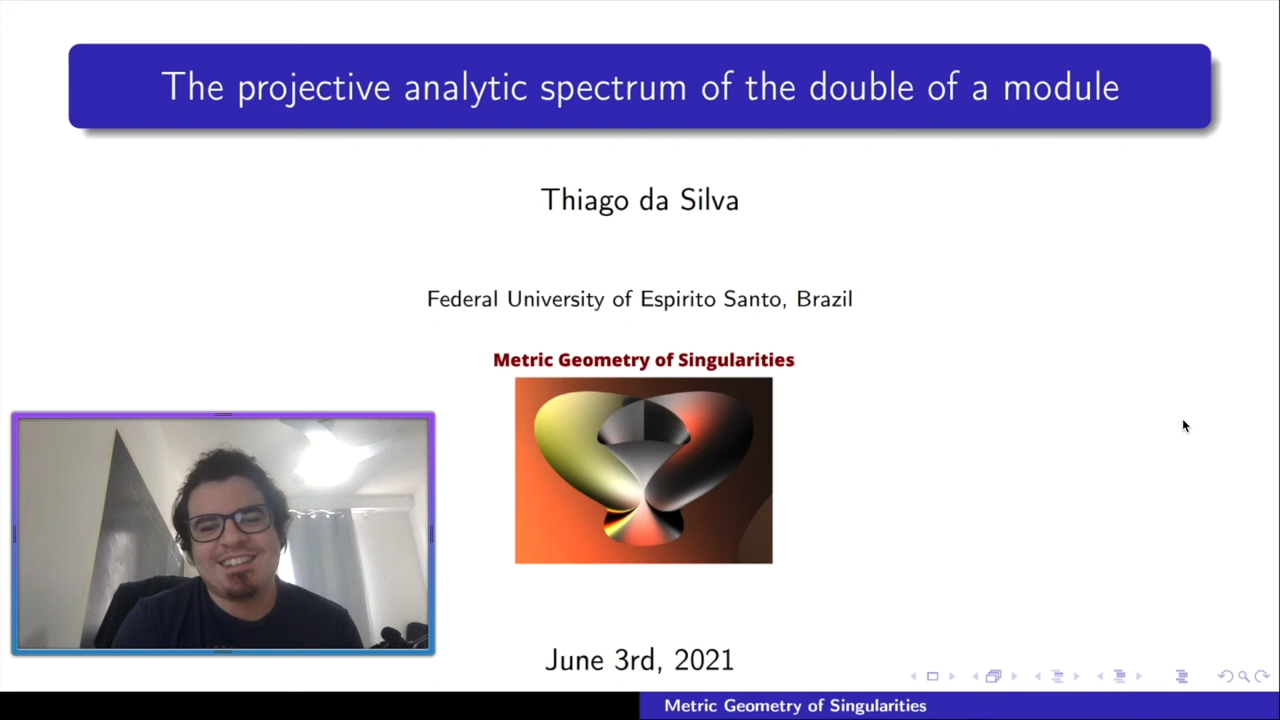 The projective analytic spectrum of the double of a module
Thiago da Silva
Federal University of Espirito Santo, Brazil
Metric Geometry of Singularities
June 3rd, 2021
Metric Geometry of Singularities